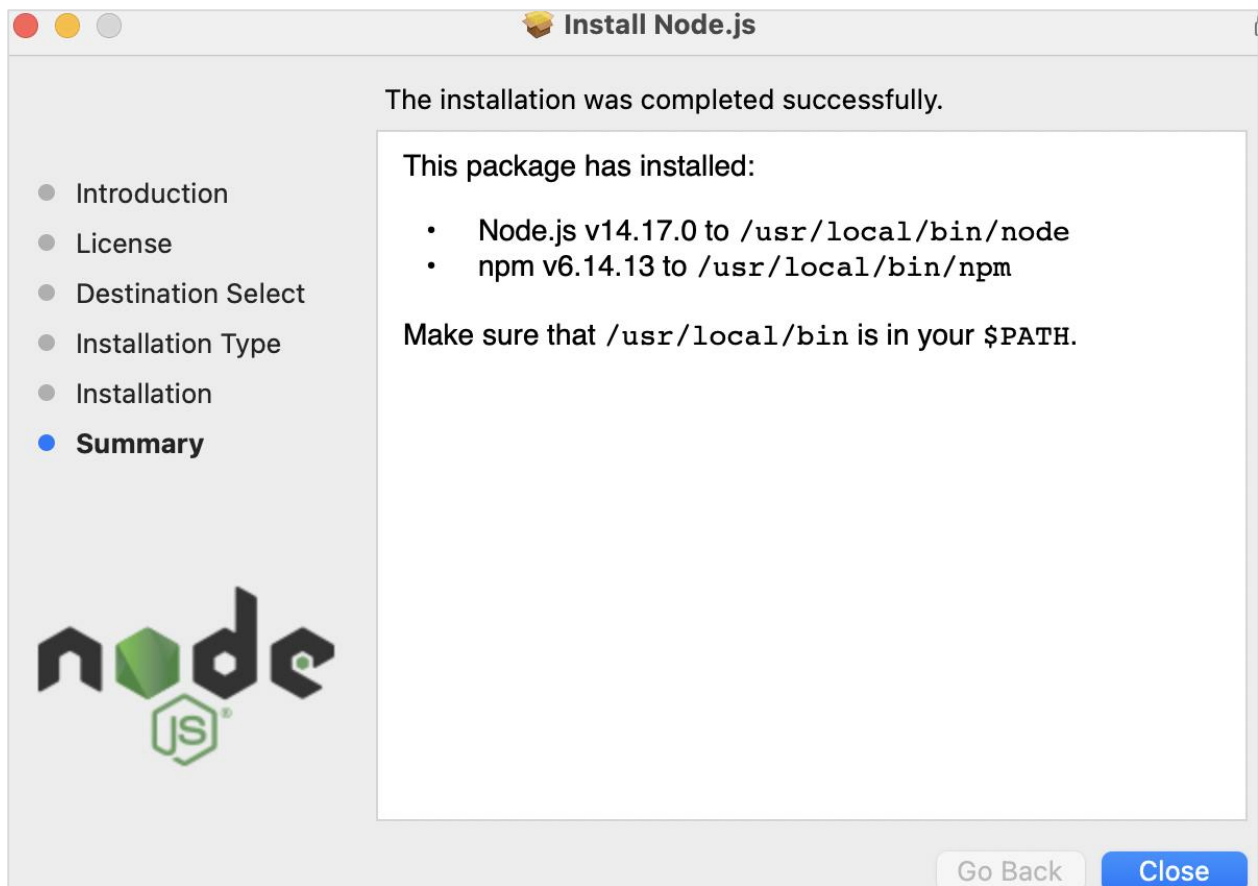 Install Node.js
The installation was completed successfully.
Introduction
License
Destination Select
Installation Type
Installation
Summary
This package has installed:
• Node.js v14.17.0 to /usr/local/bin/node
• npm v6.14.13 to /usr/local/bin/npm
Make sure that /usr/local/bin is in your $PATH.
node
JS®
Go Back
Close